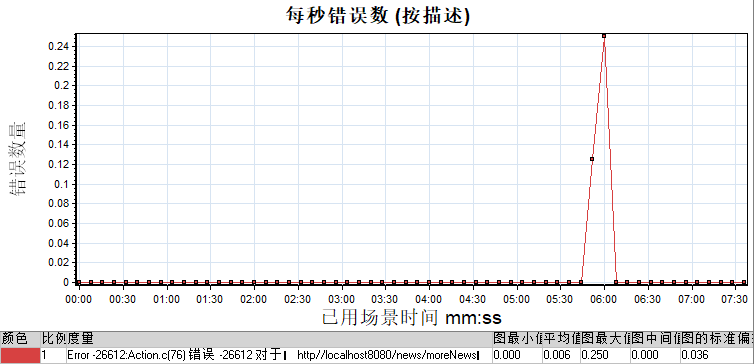 每秒错误数 (按描述)
错误数量
0.24
0.22
0.2
0.18
0.16
0.14
0.12
0.1
0.08
0.06
0.04
0.02
0
00:00 00:30 01:00 01:30 02:00 02:30 03:00 03:30 04:00 04:30 05:00 05:30 06:00 06:30 07:00 07:30
已用场景时间 mm:ss
颜色 比例 度量 图最小值 平均值 图最大值 图中间值 图的标准偏
1 Error -26612:Action.c(76) 错误 -26612 对于 http://localhost8080/news/moreNews 0.000 0.006 0.250 0.000 0.036